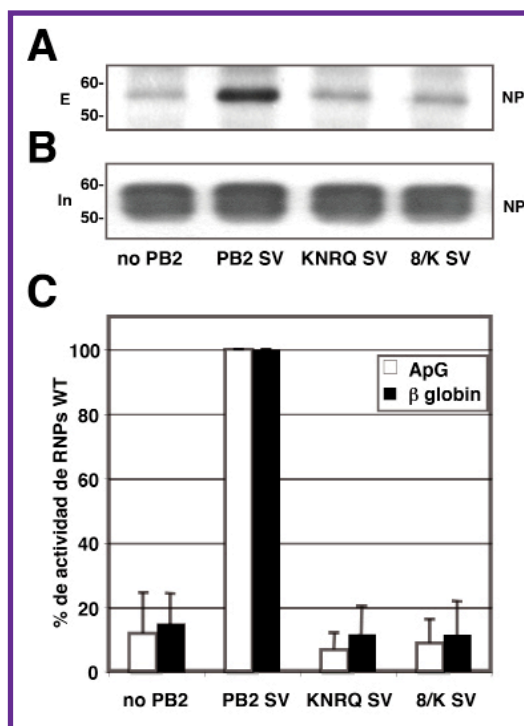 A
60-
E
50-
NP
B
60-
In
50-
NP
no PB2 PB2 SV KNRQ SV 8/K SV
C
% de actividad de RNPs WT
100
80
60
40
20
0
ApG
β globin
no PB2 PB2 SV KNRQ SV 8/K SV